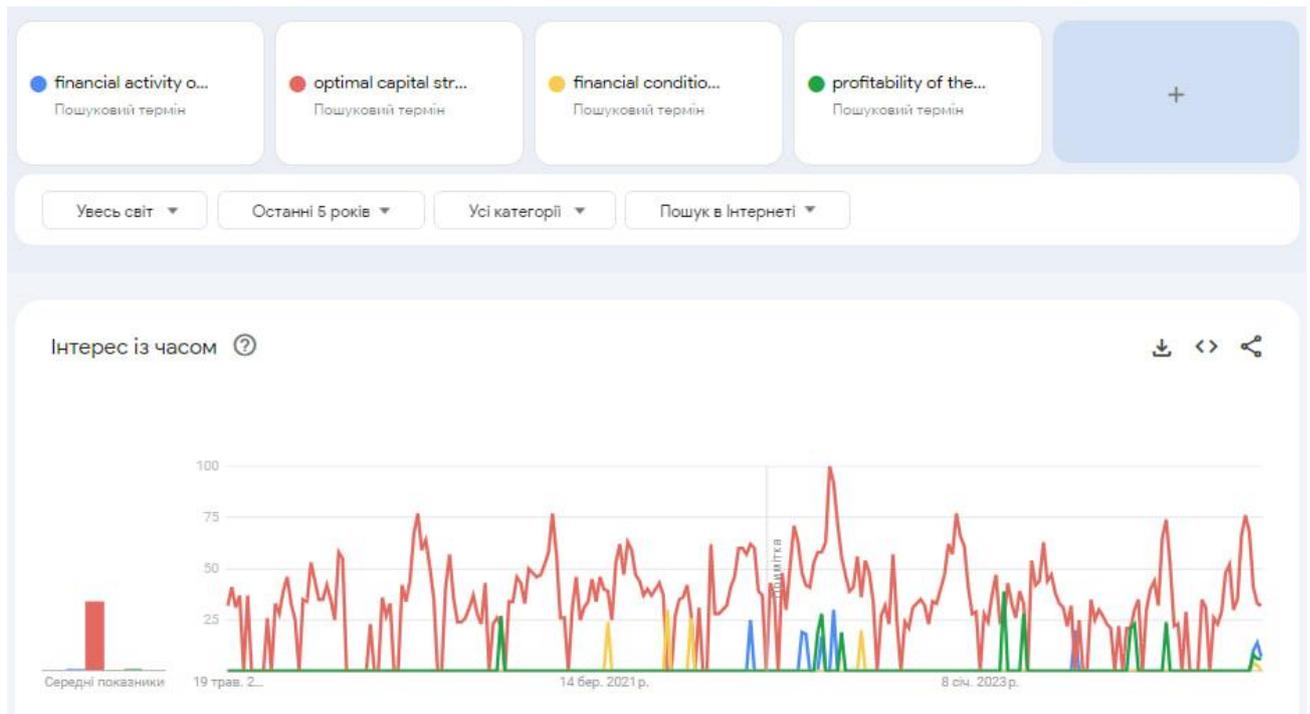 financial activity o...
Пошуковий термін
optimal capital str...
Пошуковий термін
financial conditio...
Пошуковий термін
profitability of the...
Пошуковий термін
+
Увесь світ
Останні 5 років
Усі категорії
Пошук в Інтернеті
Інтерес із часом
100
75
50
25
Примітка
Середні показники
19 трав. 2...
14 бер. 2021 р.
8 січ. 2023 р.